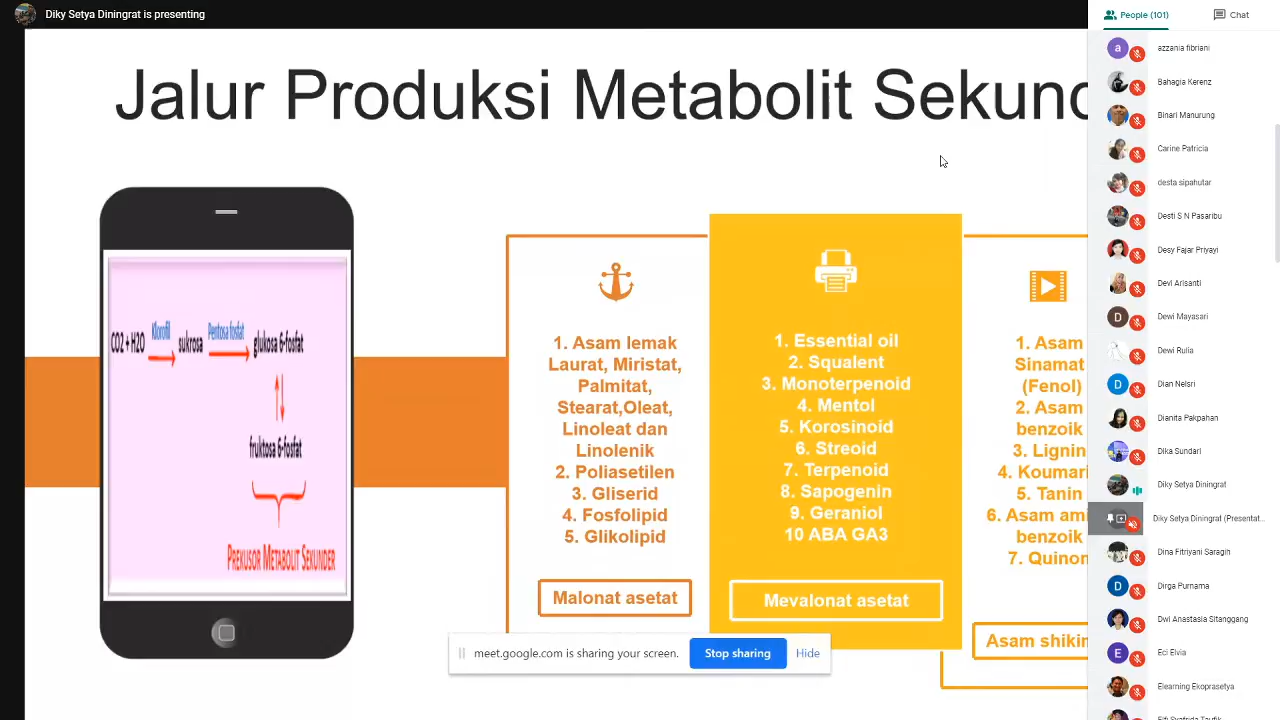 Diky Setya Diningrat is presenting
Jalur Produksi Metabolit
CO2 + H2O
Klorofil
sukrosa
Pentosa fosfat
glukosa 6-fosfat
fruktosa 6-fosfat
PREKUSOR METABOLIT SEKUNDER
1. Asam lemak
Laurat, Miristat,
Palmitat,
Stearat,Oleat,
Linoleat dan
Linolenik
2. Poliasetilen
3. Gliserid
4. Fosfolipid
5. Glikolipid
Malonat asetat
1. Essential oil
2. Squalent
3. Monoterpenoid
4. Mentol
5. Korosinoid
6. Streoid
7. Terpenoid
8. Sapogenin
9. Geraniol
10 ABA GA3
Mevalonat asetat
1. Asam
Sinamat
(Fenol)
2. Asam
benzoik
3. Lignin
4. Koumari
5. Tanin
6. Asam ami
benzoik
7. Quinon
Asam shikim
meet.google.com is sharing your screen.
Stop sharing
Hide
People (101)
Chat
a
azzania fibriani
Bahagia Kerenz
Binari Manurung
Carine Patricia
desta sipahutar
Desti S N Pasaribu
Desy Fajar Priyayi
Devi Arisanti
D
Dewi Mayasari
Dewi Rulia
D
Dian Nelsri
Dianita Pakpahan
Dika Sundari
Diky Setya Diningrat
Diky Setya Diningrat (Presentat...
Dina Fitriyani Saragih
D
Dirga Purnama
Dwi Anastasia Sitanggang
E
Eci Elvia
Elearning Ekoprasetya